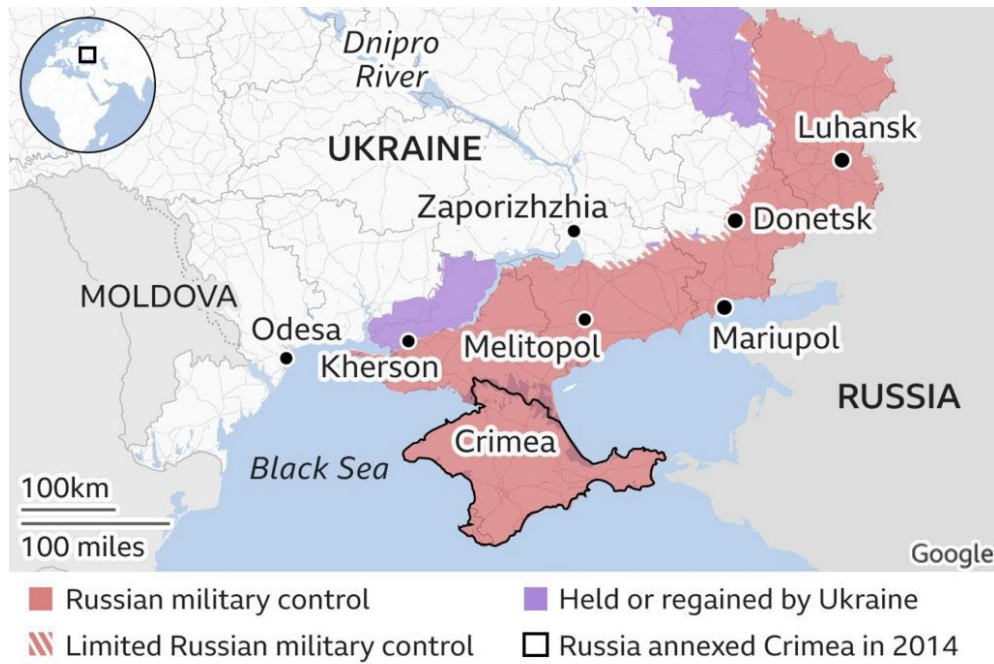 Dnipro
River
UKRAINE
Luhansk
Zaporizhzhia
Donetsk
MOLDOVA
Odesa
Kherson
Melitopol
Mariupol
RUSSIA
Crimea
Black Sea
100km
100 miles
Google
Russian military control
Held or regained by Ukraine
Limited Russian military control
Russia annexed Crimea in 2014